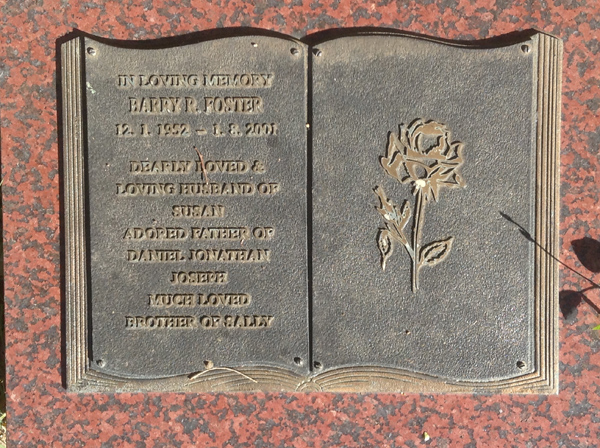 IN LOVING MEMORY
BARRY R. FOSTER
12. 1. 1952 - 1. 8. 2001
DEARLY LOVED &
LOVING HUSBAND OF
SUSAN
ADORED FATHER OF
DANIEL JONATHAN
JOSEPH
MUCH LOVED
BROTHER OF SALLY